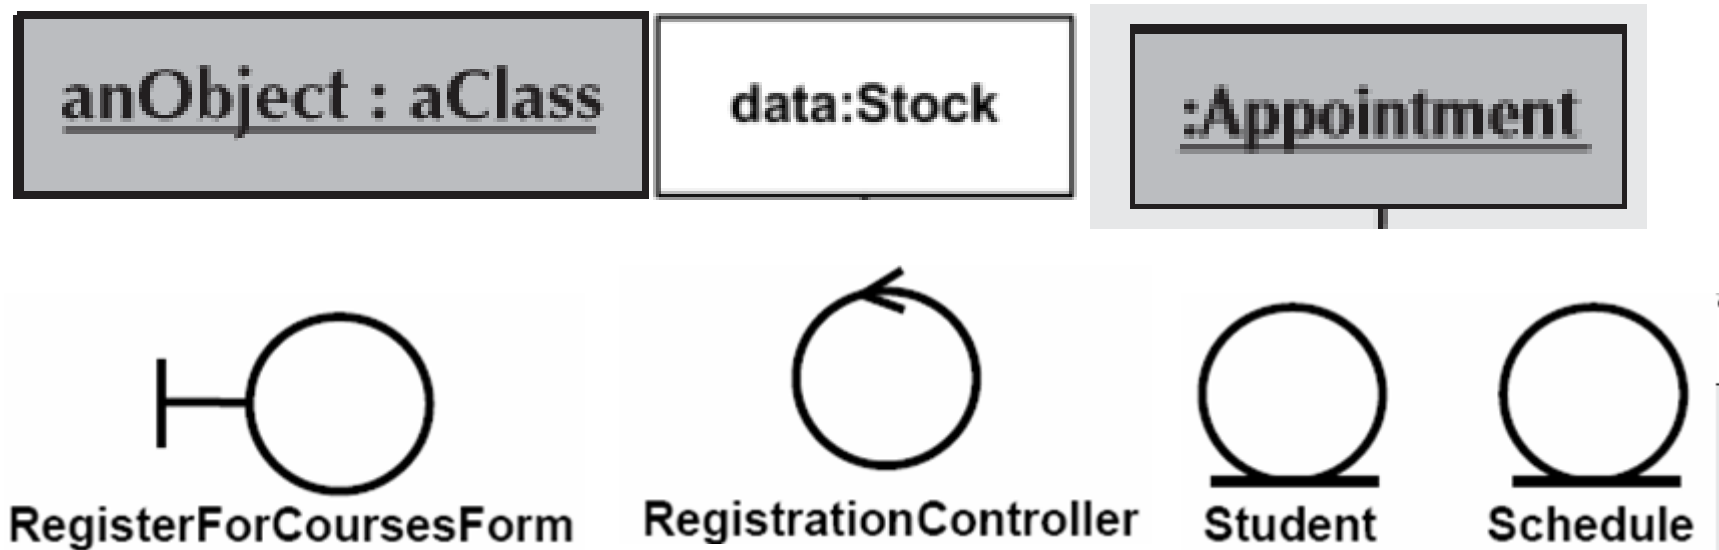 anObject : aClass
data:Stock
:Appointment
RegisterForCoursesForm
RegistrationController
Student
Schedule